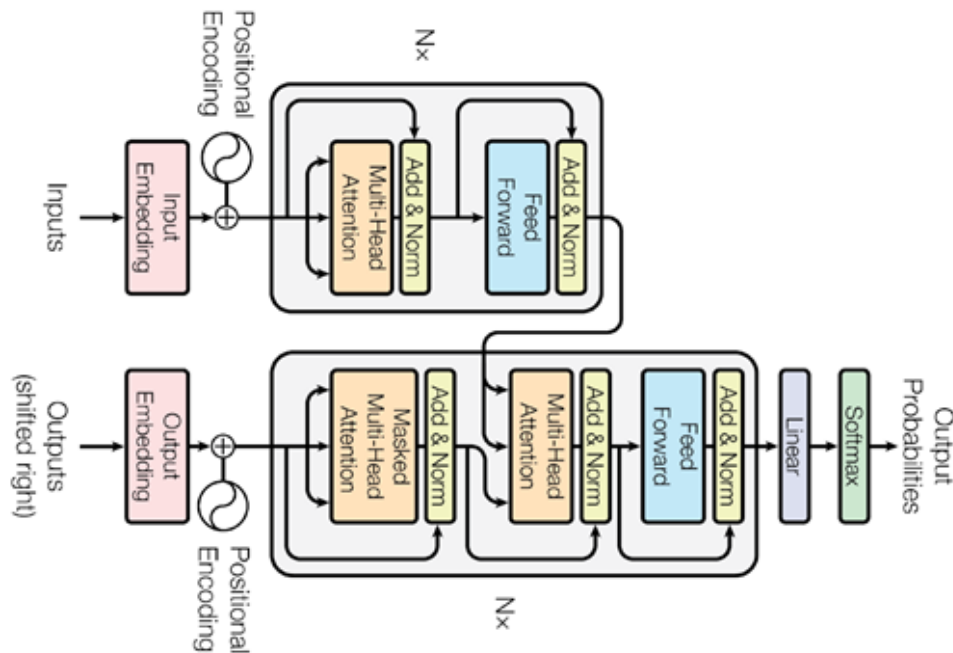 Output
Probabilities
Softmax
Linear
Add & Norm
Feed
Forward
Add & Norm
Multi-Head
Attention
Add & Norm
Masked
Multi-Head
Attention
Nx
Positional
Encoding
Output
Embedding
Outputs
(shifted right)
Add & Norm
Feed
Forward
Add & Norm
Multi-Head
Attention
Nx
Positional
Encoding
Input
Embedding
Inputs